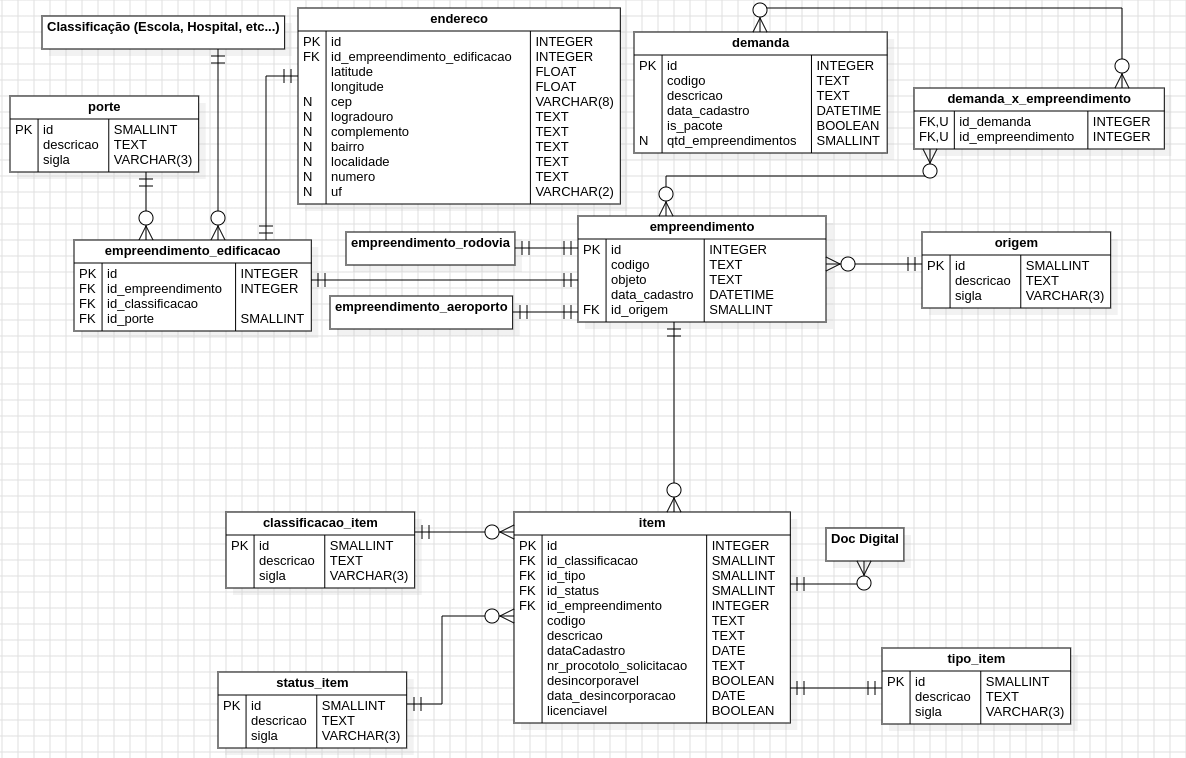 Classificação (Escola, Hospital, etc...)
endereco
PK id INTEGER
FK id_empreendimento_edificacao INTEGER
latitude FLOAT
longitude FLOAT
N cep VARCHAR(8)
N logradouro TEXT
N complemento TEXT
N bairro TEXT
N localidade TEXT
N numero TEXT
N uf VARCHAR(2)
demanda
PK id INTEGER
codigo TEXT
descricao TEXT
data_cadastro DATETIME
is_pacote BOOLEAN
N qtd_empreendimentos SMALLINT
demanda_x_empreendimento
FK,U id_demanda INTEGER
FK,U id_empreendimento INTEGER
porte
PK id SMALLINT
descricao TEXT
sigla VARCHAR(3)
empreendimento_edificacao
PK id INTEGER
FK id_empreendimento INTEGER
FK id_classificacao
FK id_porte SMALLINT
empreendimento_rodovia
empreendimento_aeroporto
empreendimento
PK id INTEGER
codigo TEXT
objeto TEXT
data_cadastro DATETIME
FK id_origem SMALLINT
origem
PK id SMALLINT
descricao TEXT
sigla VARCHAR(3)
classificacao_item
PK id SMALLINT
descricao TEXT
sigla VARCHAR(3)
item
PK id INTEGER
FK id_classificacao SMALLINT
FK id_tipo SMALLINT
FK id_status SMALLINT
FK id_empreendimento INTEGER
codigo TEXT
descricao TEXT
dataCadastro DATE
nr_procotolo_solicitacao TEXT
desincorporavel BOOLEAN
data_desincorporacao DATE
licenciavel BOOLEAN
Doc Digital
status_item
PK id SMALLINT
descricao TEXT
sigla VARCHAR(3)
tipo_item
PK id SMALLINT
descricao TEXT
sigla VARCHAR(3)